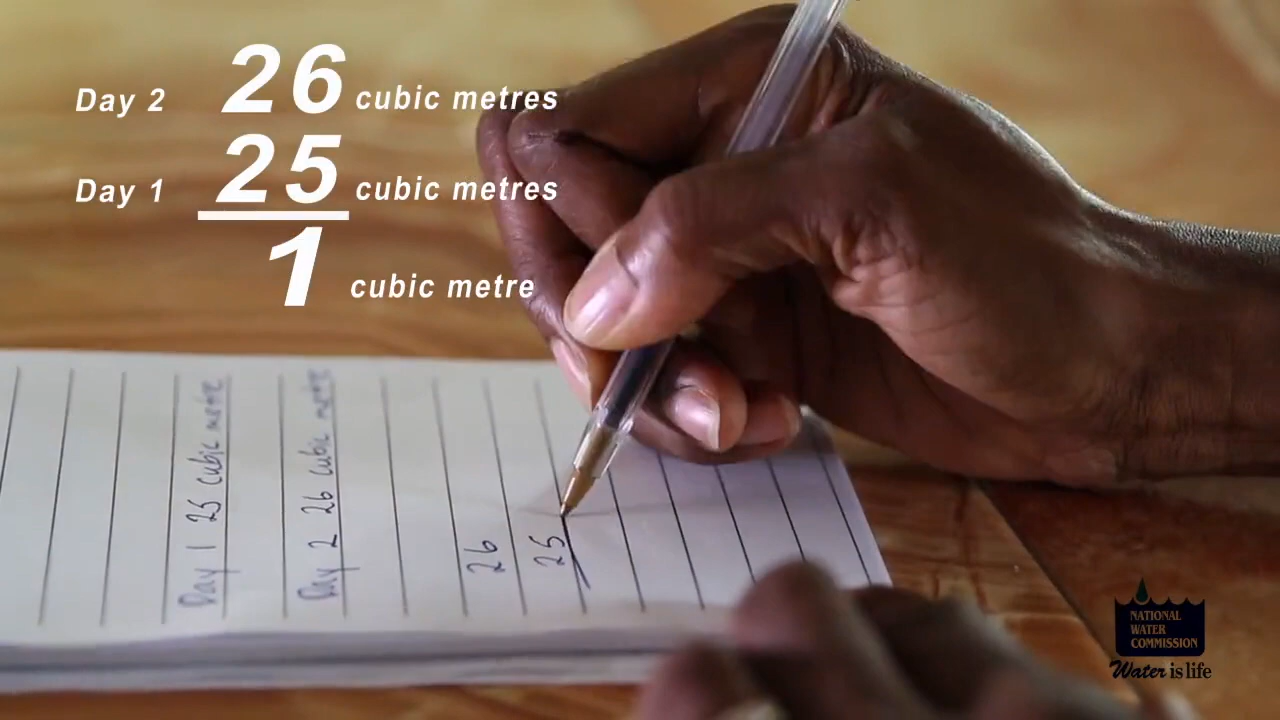 Day 2 26 cubic metres
Day 1 25 cubic metres
1 cubic metre
Day 1 25 cubic metre
Day 2 26 cubic metre
26
25
NATIONAL
WATER
COMMISSION
Water is life